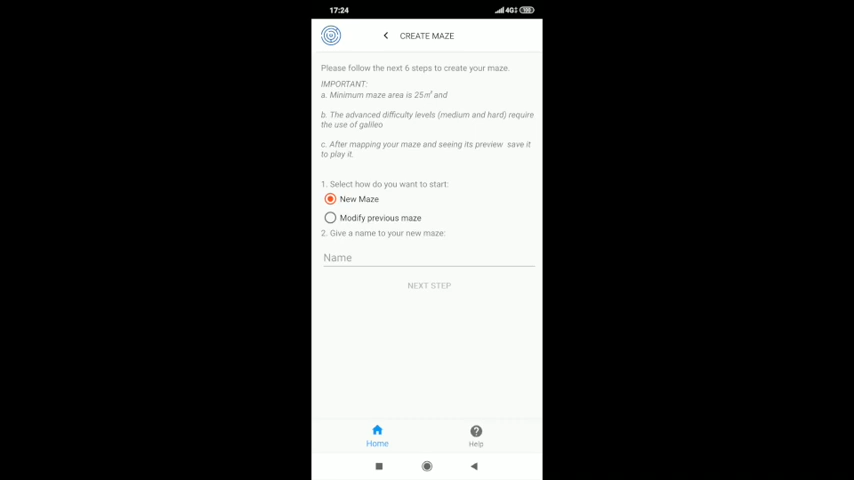 17:24
4G
100
CREATE MAZE
Please follow the next 6 steps to create your maze.
IMPORTANT:
a. Minimum maze area is 25㎡ and
b. The advanced difficulty levels (medium and hard) require
the use of galileo
c. After mapping your maze and seeing its preview save it
to play it.
1. Select how do you want to start:
New Maze
Modify previous maze
2. Give a name to your new maze:
Name
NEXT STEP
Home
Help